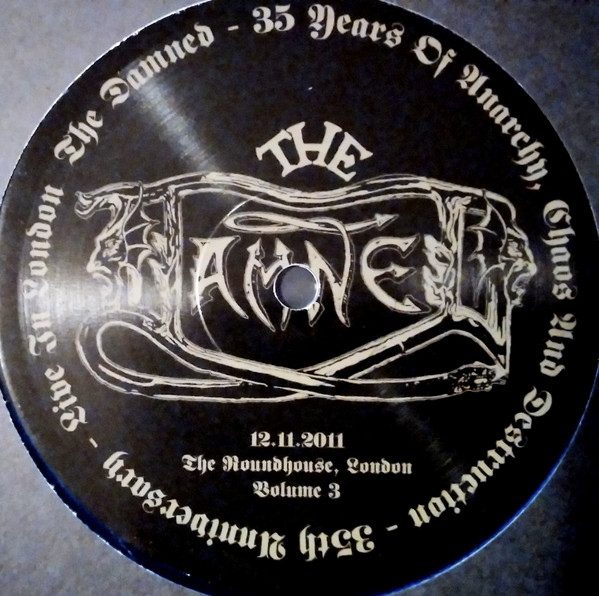 The Damned - 35 Years Of Anarchy, Chaos And Destruction - 35th Anniversary - Live In London
THE
DAMNED
12.11.2011
The Roundhouse, London
Volume 3